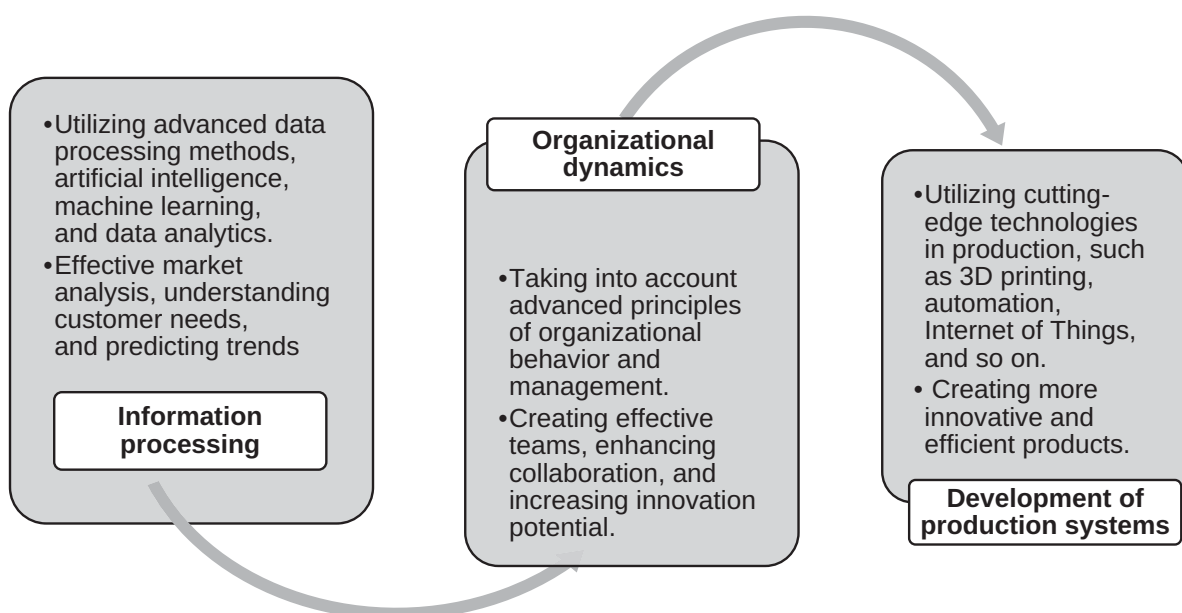 •Utilizing advanced data
processing methods,
artificial intelligence,
machine learning,
and data analytics.
•Effective market
analysis, understanding
customer needs,
and predicting trends
Information
processing
Organizational
dynamics
•Taking into account
advanced principles
of organizational
behavior and
management.
•Creating effective
teams, enhancing
collaboration, and
increasing innovation
potential.
•Utilizing cutting-
edge technologies
in production, such
as 3D printing,
automation,
Internet of Things,
and so on.
• Creating more
innovative and
efficient products.
Development of
production systems